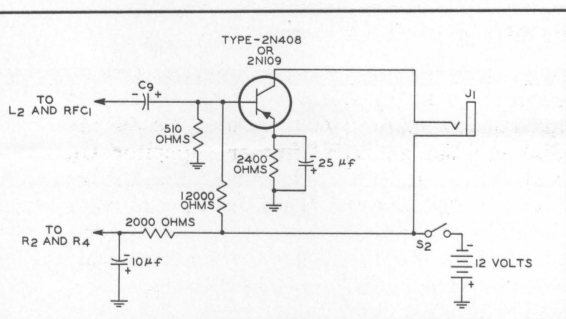 TYPE-2N408
OR
2N109
C9
- +
TO
L2 AND RFC1
J1
510
OHMS
2400
OHMS
-
+
25 µf
12000
OHMS
TO
R2 AND R4
2000 OHMS
-
+
10µf
S2
-
+
12 VOLTS